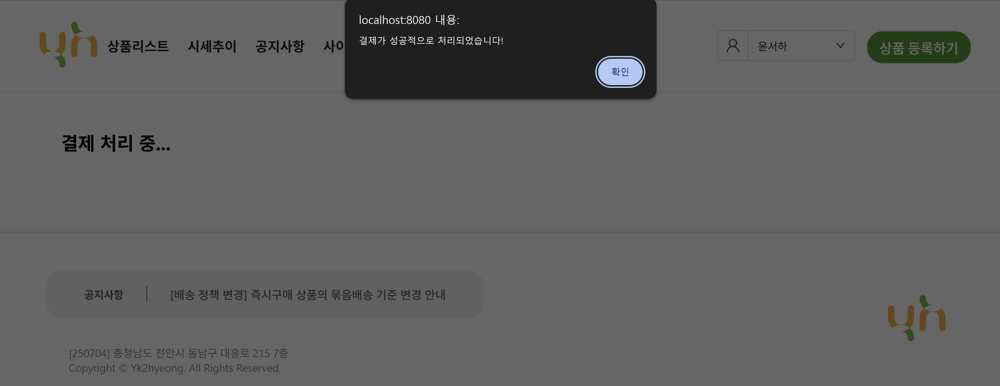 localhost:8080 내용:
결제가 성공적으로 처리되었습니다!
확인
yh
상품리스트 시세추이 공지사항 사이
윤서하
상품 등록하기
결제 처리 중...
공지사항 [배송 정책 변경] 즉시구매 상품의 묶음배송 기준 변경 안내
yh
[250704] 충청남도 천안시 동남구 대흥로 215 7층
Copyright © Yk2hyeong. All Rights Reserved.